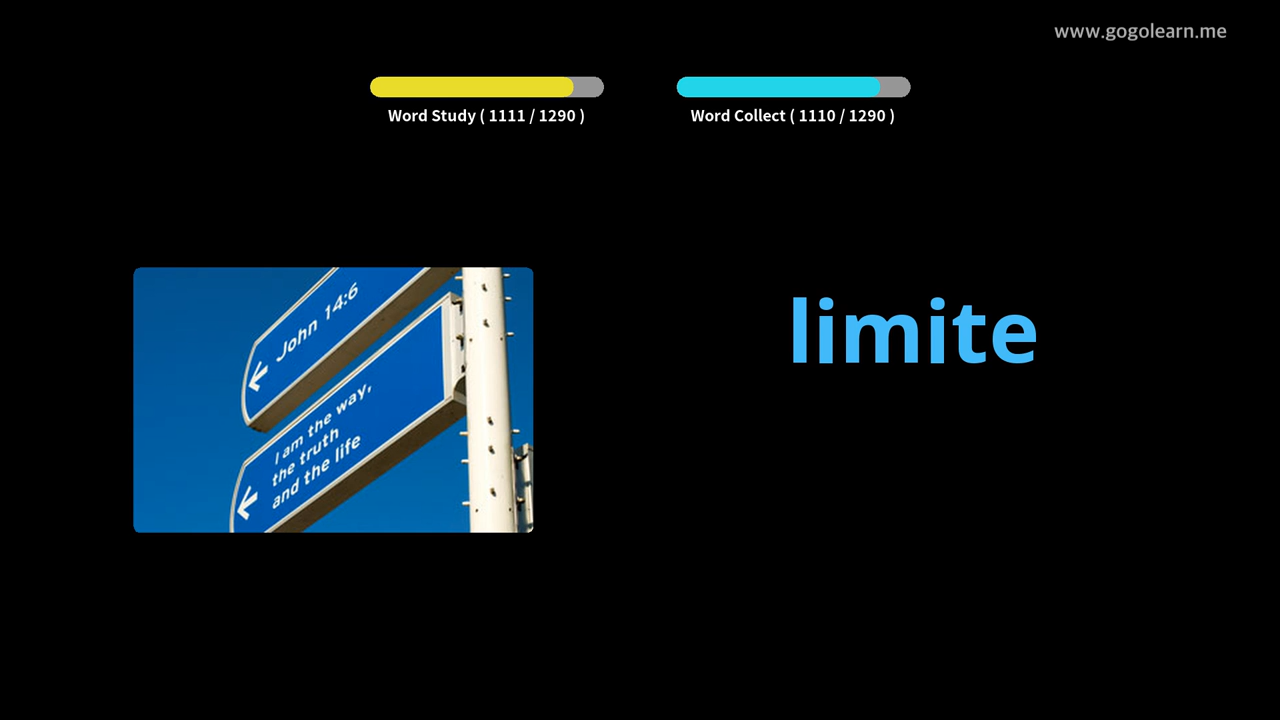 www.gogolearn.me
Word Study ( 1111 / 1290 )
Word Collect ( 1110 / 1290 )
John 14:6
I am the way,
the truth
and the life
limite